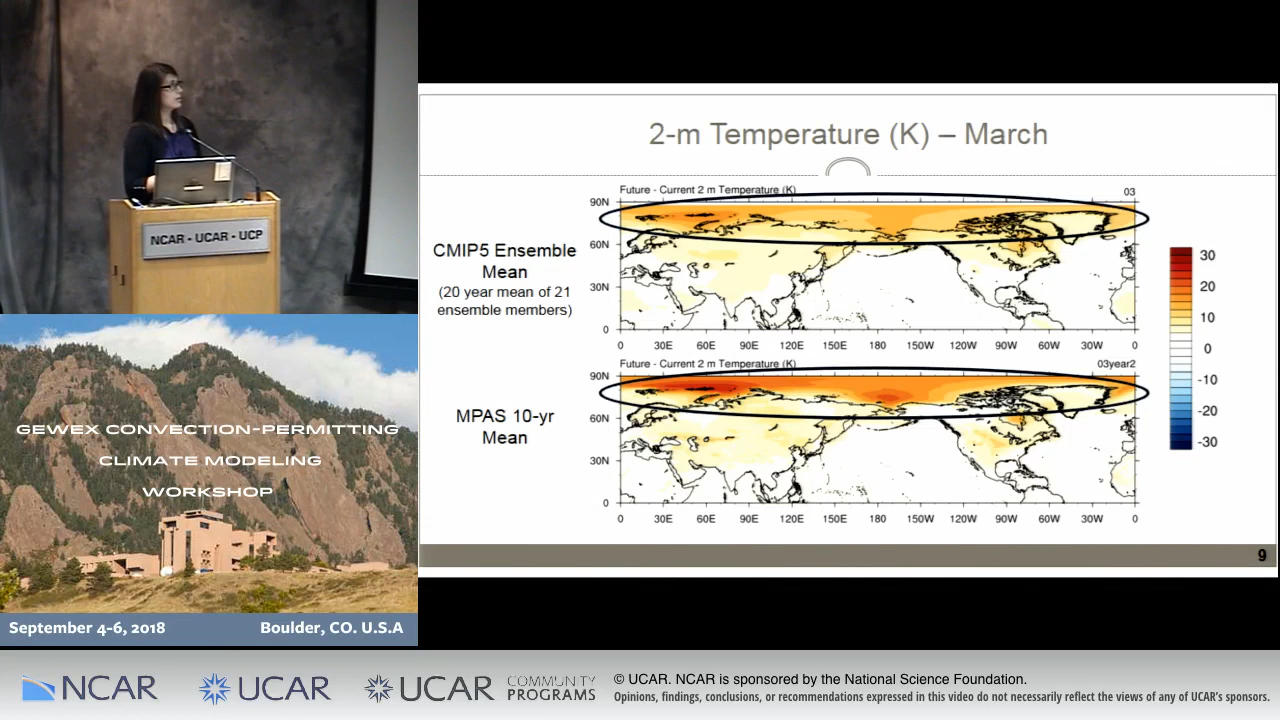 NCAR - UCAR - UCP
GEWEX CONVECTION-PERMITTING
CLIMATE MODELING
WORKSHOP
September 4-6, 2018
Boulder, CO. U.S.A
2-m Temperature (K) – March
Future - Current 2 m Temperature (K)
03
CMIP5 Ensemble
Mean
(20 year mean of 21
ensemble members)
90N
60N
30N
0
0 30E 60E 90E 120E 150E 180 150W 120W 90W 60W 30W 0
Future - Current 2 m Temperature (K)
03year2
MPAS 10-yr
Mean
90N
60N
30N
0
0 30E 60E 90E 120E 150E 180 150W 120W 90W 60W 30W 0
30
20
10
0
-10
-20
-30
9
NCAR
UCAR
UCAR
COMMUNITY
PROGRAMS
© UCAR. NCAR is sponsored by the National Science Foundation.
Opinions, findings, conclusions, or recommendations expressed in this video do not necessarily reflect the views of any of UCAR's sponsors.